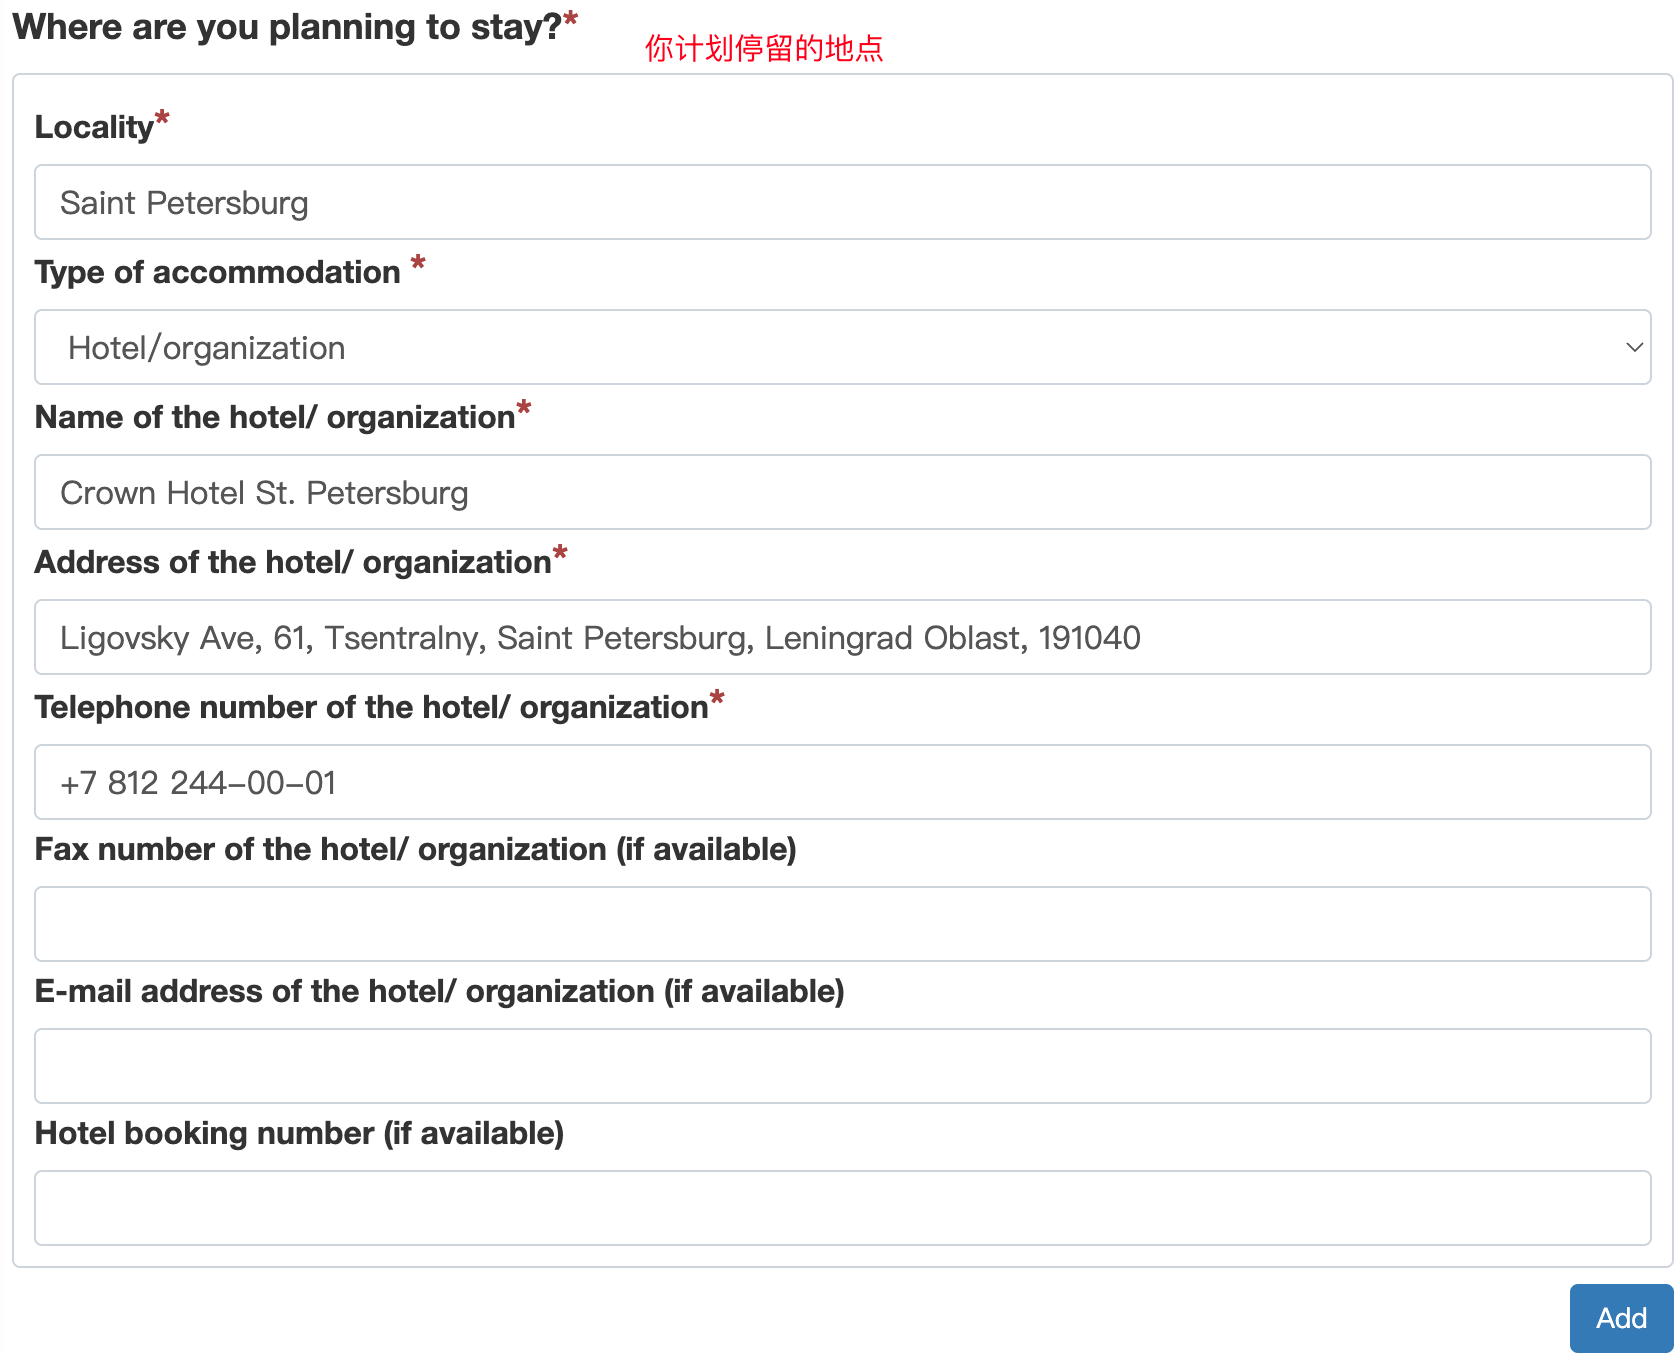 Where are you planning to stay?*
你计划停留的地点
Locality*
Saint Petersburg
Type of accommodation *
Hotel/organization
Name of the hotel/ organization*
Crown Hotel St. Petersburg
Address of the hotel/ organization*
Ligovsky Ave, 61, Tsentralny, Saint Petersburg, Leningrad Oblast, 191040
Telephone number of the hotel/ organization*
+7 812 244-00-01
Fax number of the hotel/ organization (if available)
E-mail address of the hotel/ organization (if available)
Hotel booking number (if available)
Add